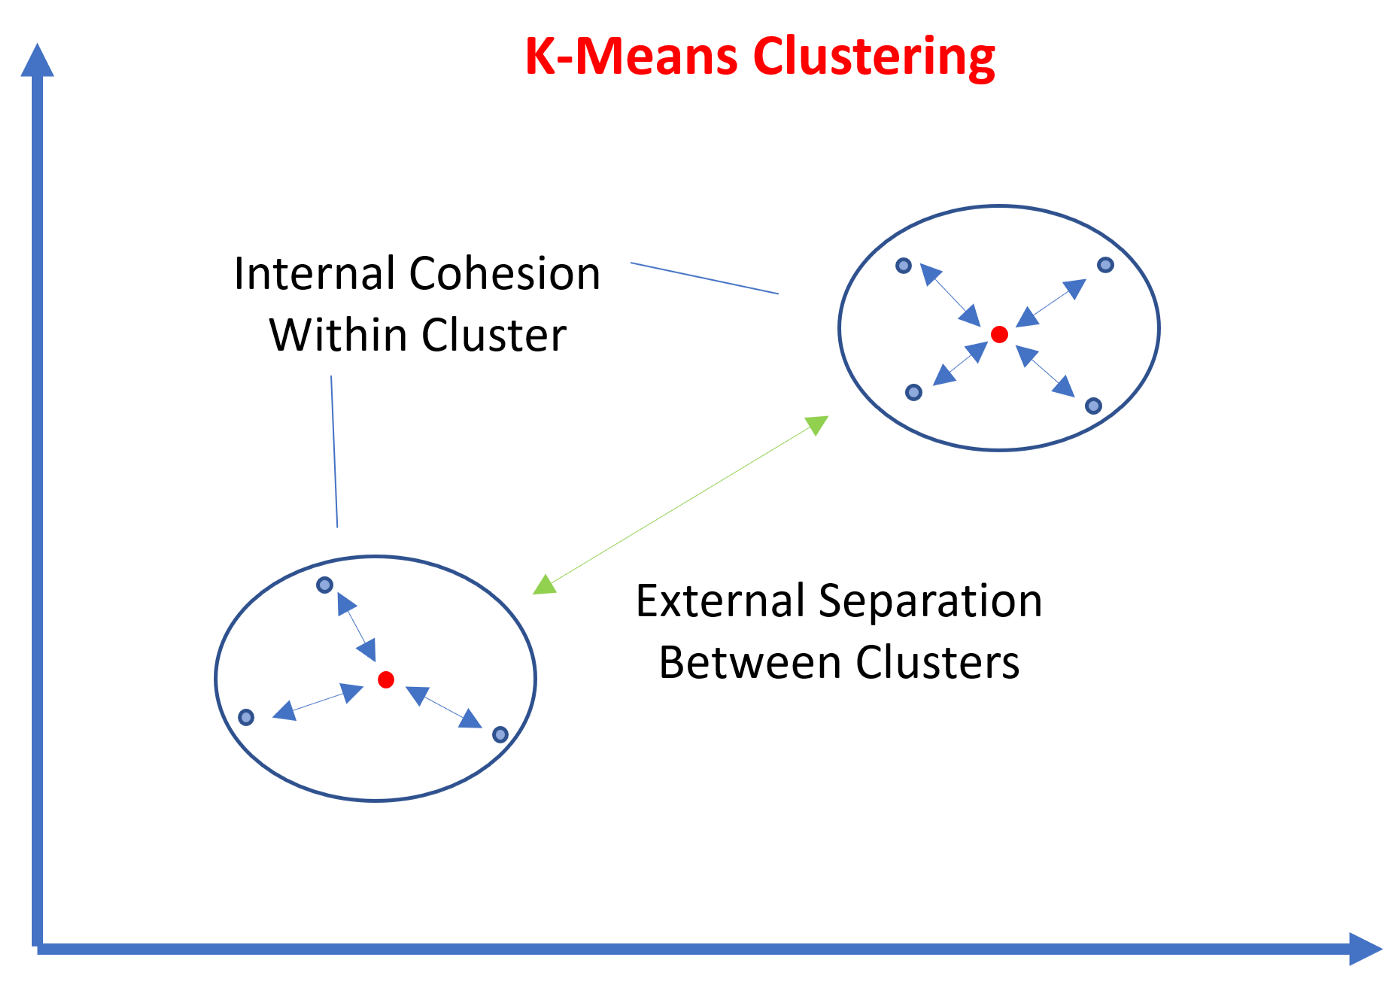 K-Means Clustering
Internal Cohesion
Within Cluster
External Separation
Between Clusters